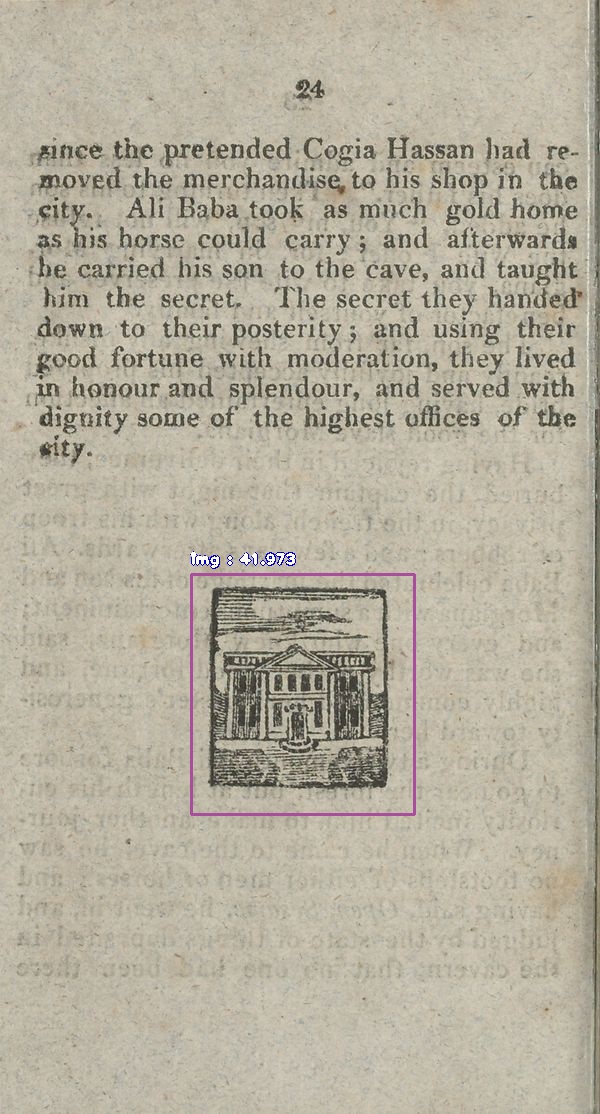 24
since the pretended Cogia Hassan had re-
moved the merchandise, to his shop in the
city. Ali Baba took as much gold home
as his horse could carry; and afterwards
he carried his son to the cave, and taught
him the secret. The secret they handed
down to their posterity; and using their
good fortune with moderation, they lived
in honour and splendour, and served with
dignity some of the highest offices of the
city.
img : 41.973